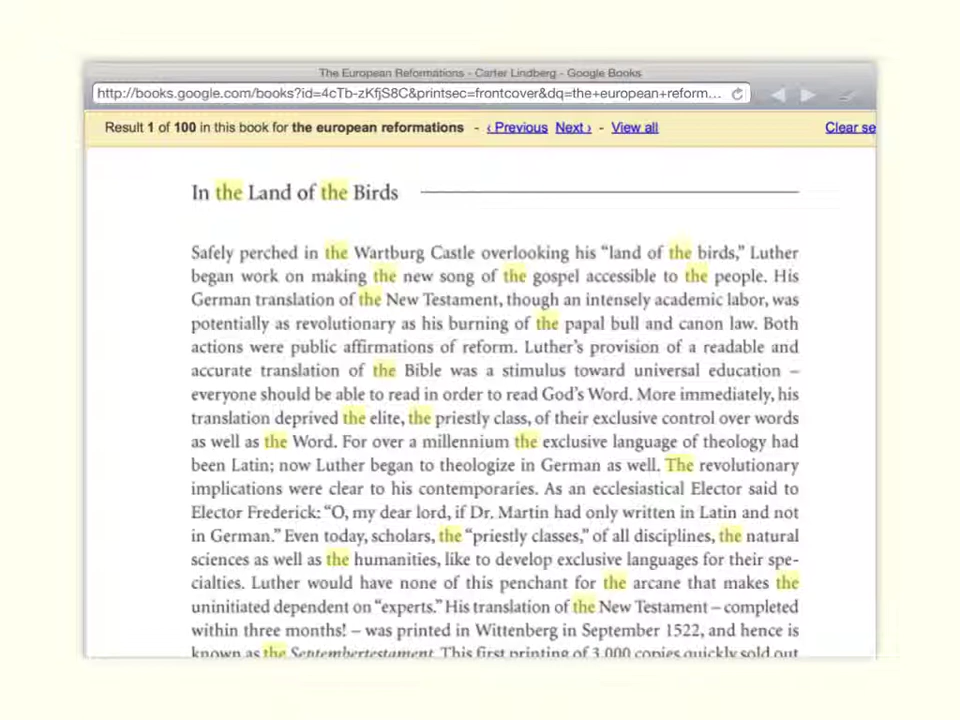 The European Reformations - Carter Lindberg - Google Books
http://books.google.com/books?id=4cTb-zKfjS8C&printsec=frontcover&dq=the+european+reform...
Result 1 of 100 in this book for the european reformations - ‹ Previous Next › - View all Clear se
In the Land of the Birds
Safely perched in the Wartburg Castle overlooking his “land of the birds,” Luther
began work on making the new song of the gospel accessible to the people. His
German translation of the New Testament, though an intensely academic labor, was
potentially as revolutionary as his burning of the papal bull and canon law. Both
actions were public affirmations of reform. Luther’s provision of a readable and
accurate translation of the Bible was a stimulus toward universal education –
everyone should be able to read in order to read God’s Word. More immediately, his
translation deprived the elite, the priestly class, of their exclusive control over words
as well as the Word. For over a millennium the exclusive language of theology had
been Latin; now Luther began to theologize in German as well. The revolutionary
implications were clear to his contemporaries. As an ecclesiastical Elector said to
Elector Frederick: “O, my dear lord, if Dr. Martin had only written in Latin and not
in German.” Even today, scholars, the “priestly classes,” of all disciplines, the natural
sciences as well as the humanities, like to develop exclusive languages for their spe-
cialties. Luther would have none of this penchant for the arcane that makes the
uninitiated dependent on “experts.” His translation of the New Testament – completed
within three months! – was printed in Wittenberg in September 1522, and hence is
known as the Septembertestament. This first printing of 3,000 copies quickly sold out